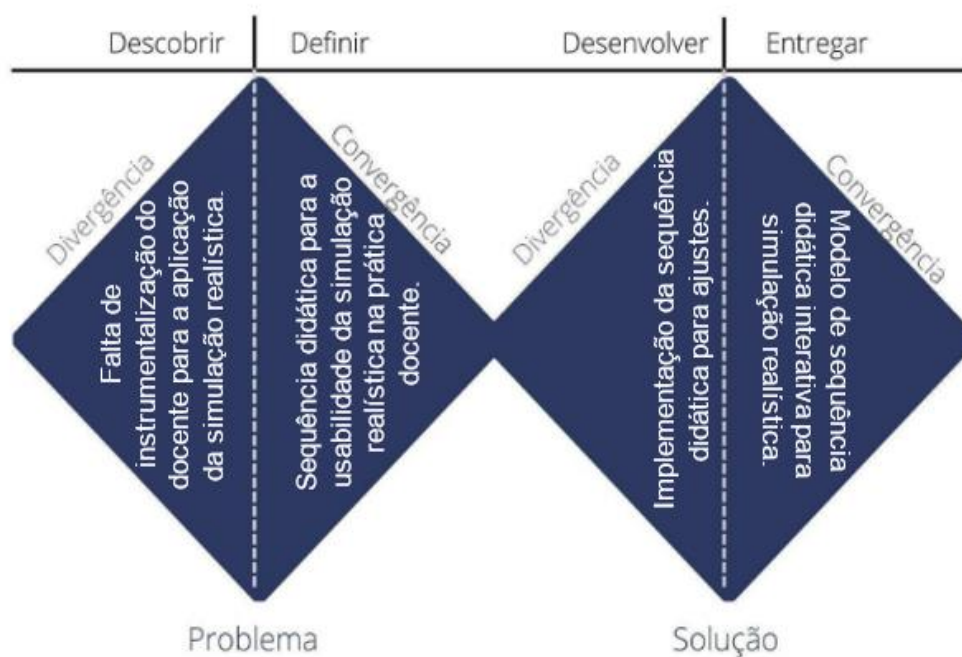 Descobrir
Definir
Desenvolver
Entregar
Divergência
Falta de
instrumentalização do
docente para a aplicação
da simulação realística.
Convergência
Sequência didática para a
usabilidade da simulação
realística na prática
docente.
Divergência
Implementação da sequência
didática para ajustes.
Convergência
Modelo de sequência
didática interativa para
simulação realística.
Problema
Solução